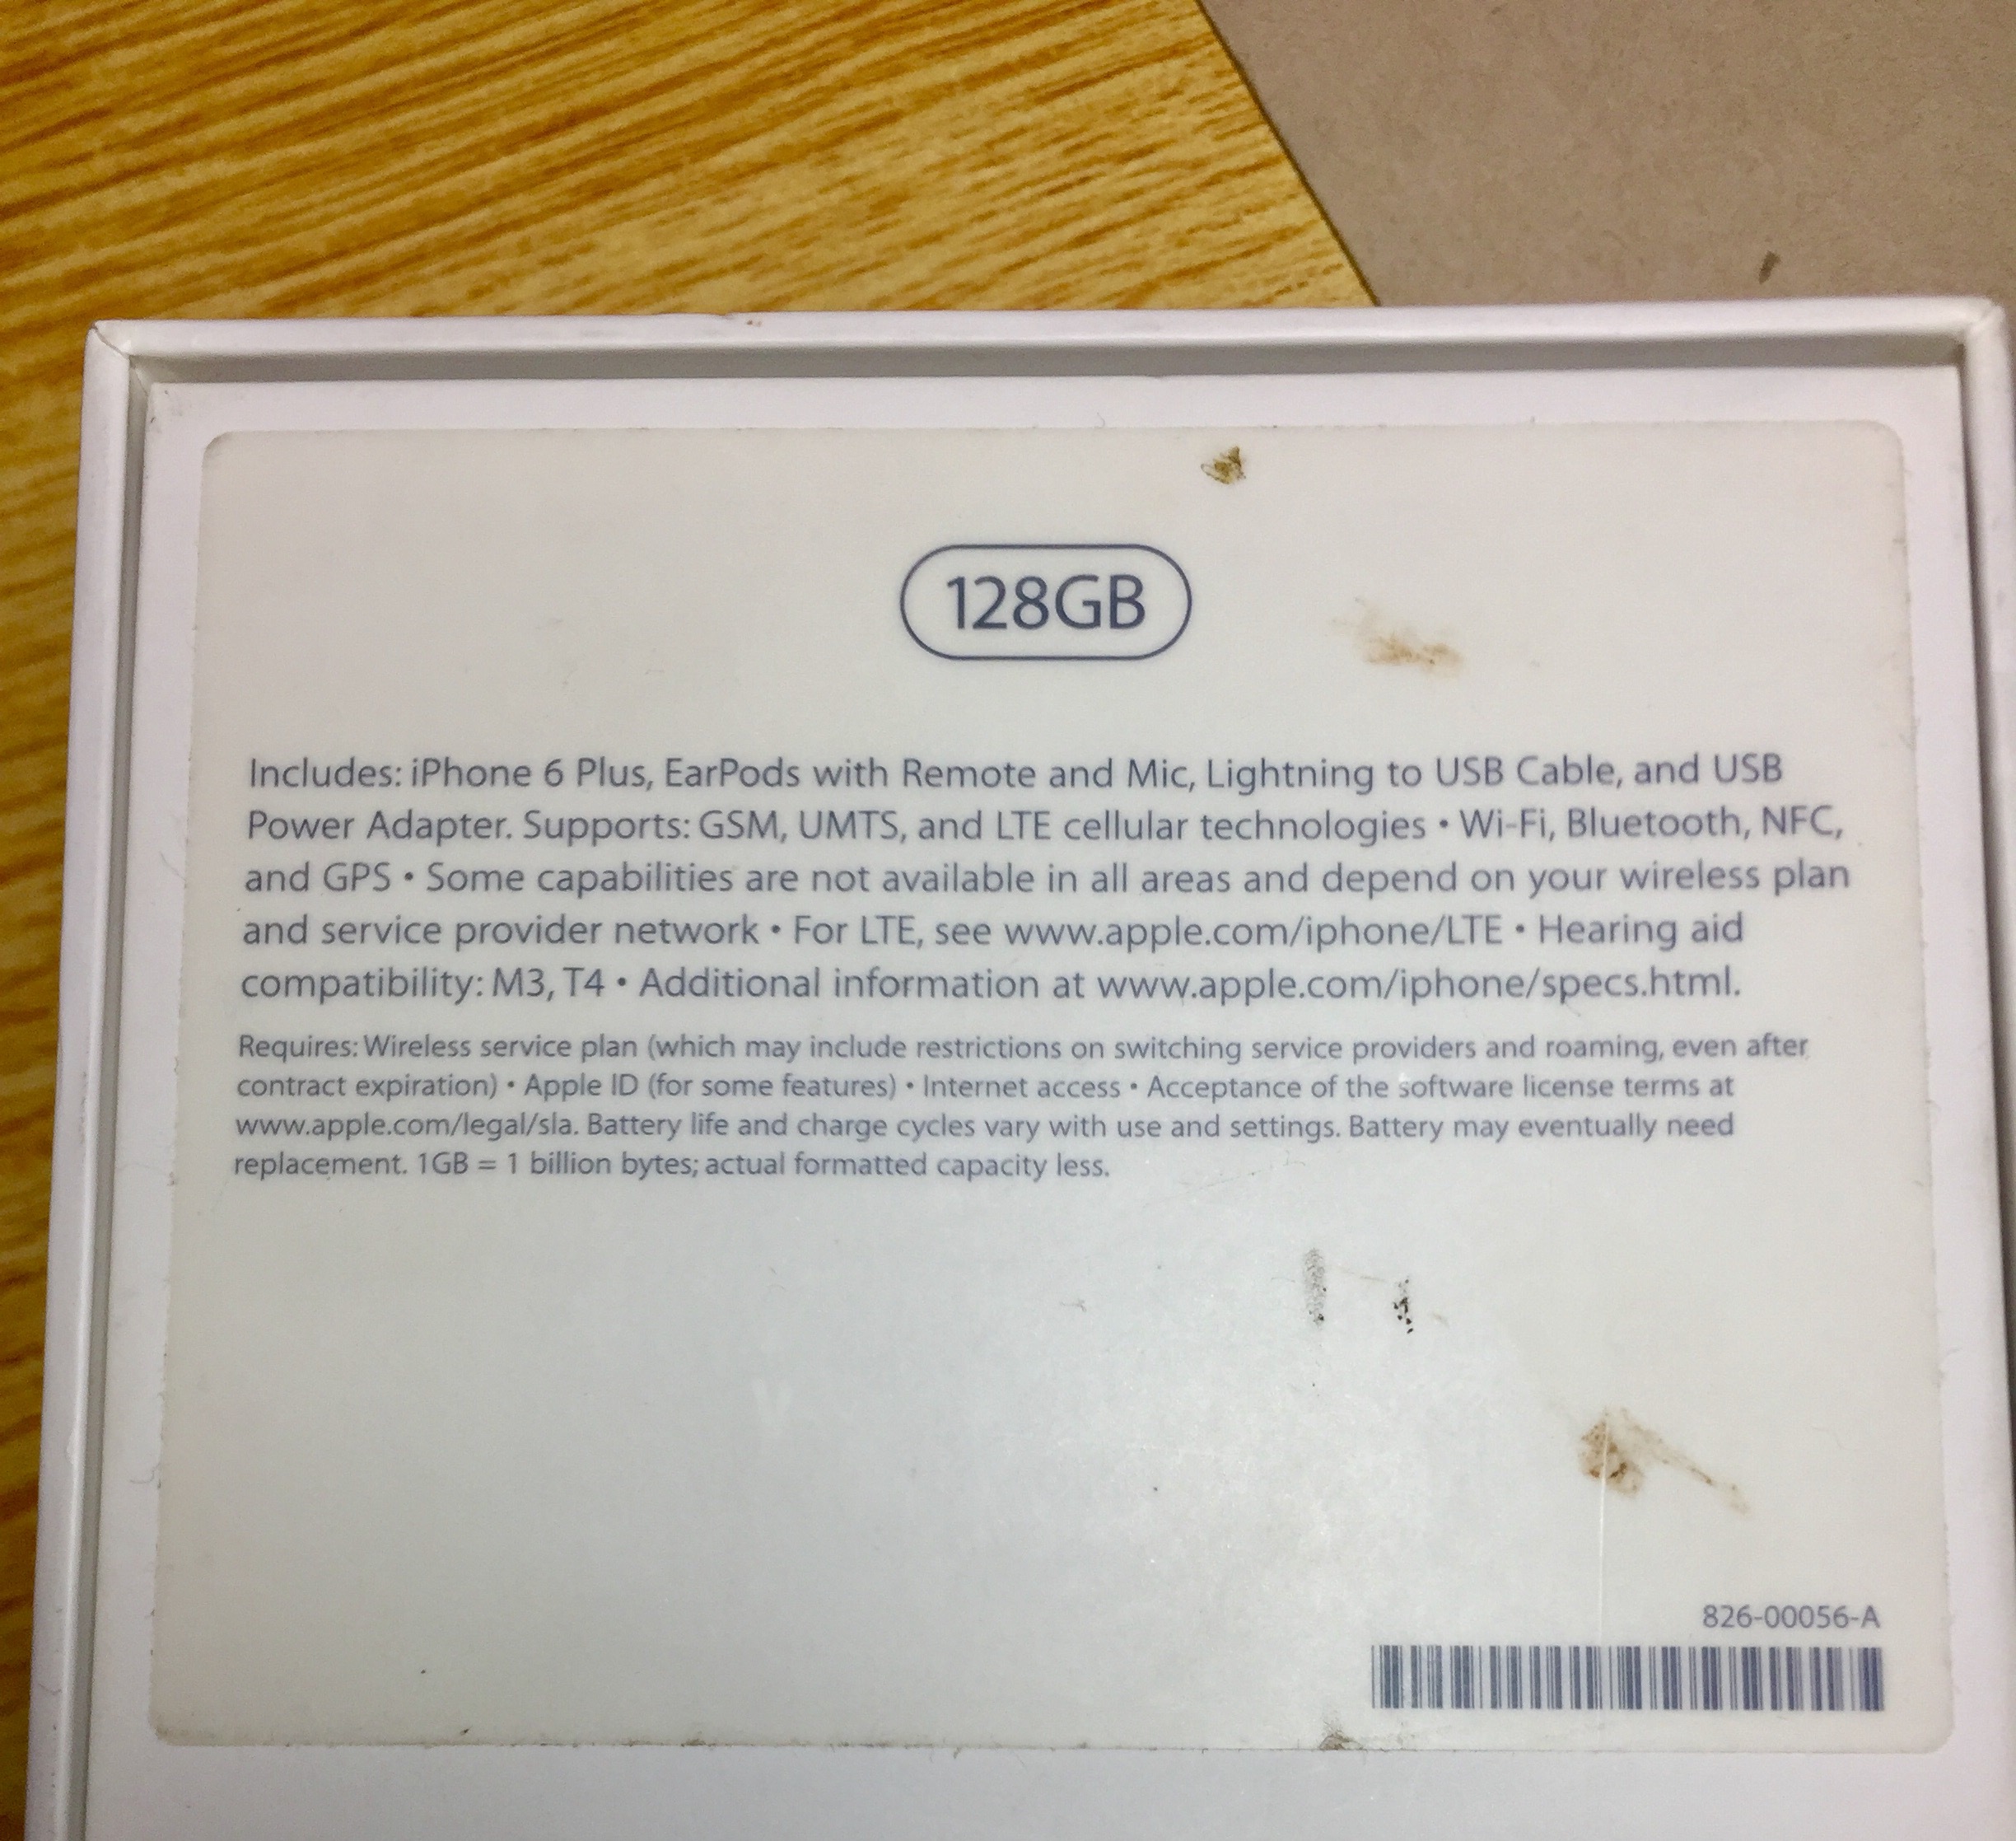 128GB
Includes: iPhone 6 Plus, EarPods with Remote and Mic, Lightning to USB Cable, and USB
Power Adapter. Supports: GSM, UMTS, and LTE cellular technologies • Wi-Fi, Bluetooth, NFC,
and GPS • Some capabilities are not available in all areas and depend on your wireless plan
and service provider network • For LTE, see www.apple.com/iphone/LTE • Hearing aid
compatibility: M3, T4 • Additional information at www.apple.com/iphone/specs.html.
Requires: Wireless service plan (which may include restrictions on switching service providers and roaming, even after
contract expiration) • Apple ID (for some features) • Internet access • Acceptance of the software license terms at
www.apple.com/legal/sla. Battery life and charge cycles vary with use and settings. Battery may eventually need
replacement. 1GB = 1 billion bytes; actual formatted capacity less.
826-00056-A